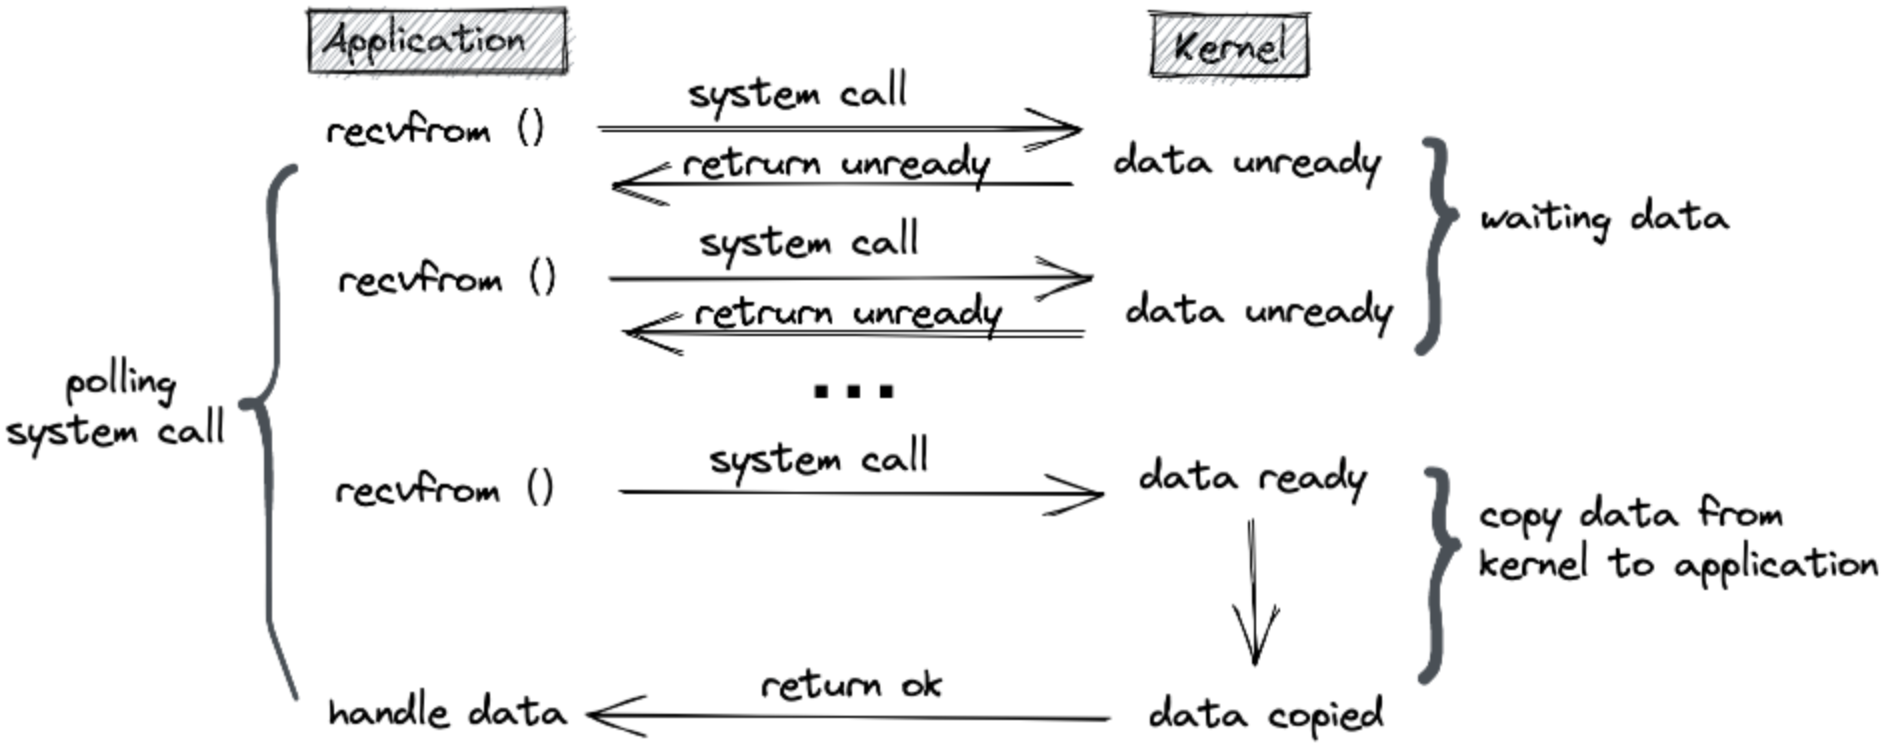 Application
Kernel
system call
recvfrom ()
retrurn unready
data unready
waiting data
system call
recvfrom ()
retrurn unready
data unready
polling
system call
...
system call
recvfrom ()
data ready
copy data from
kernel to application
return ok
handle data
data copied